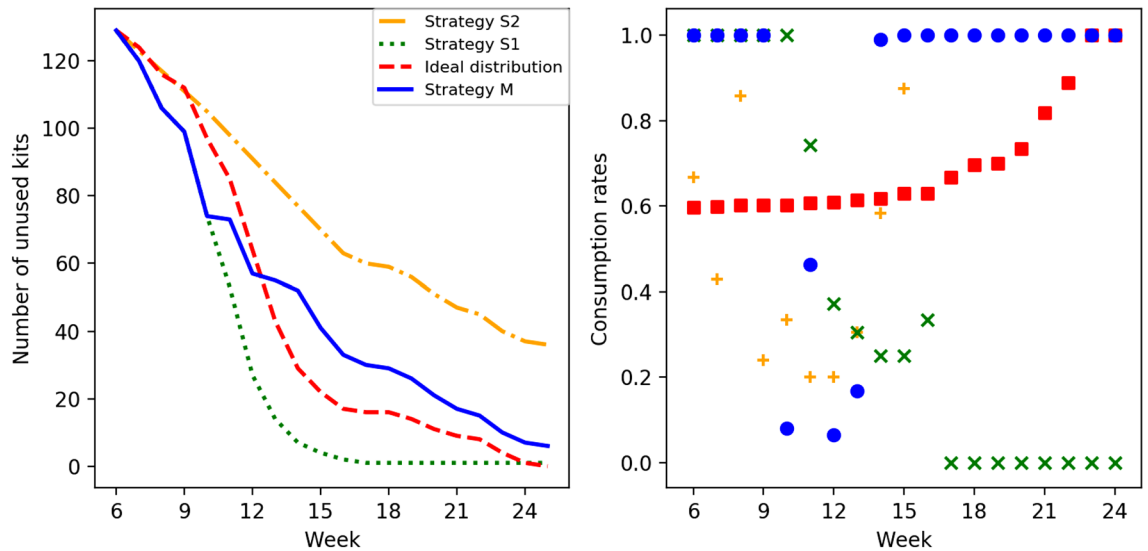 Strategy S2
Strategy S1
Ideal distribution
Strategy M
Number of unused kits
120
100
80
60
40
20
0
6 9 12 15 18 21 24
Week
Consumption rates
1.0
0.8
0.6
0.4
0.2
0.0
6 9 12 15 18 21 24
Week